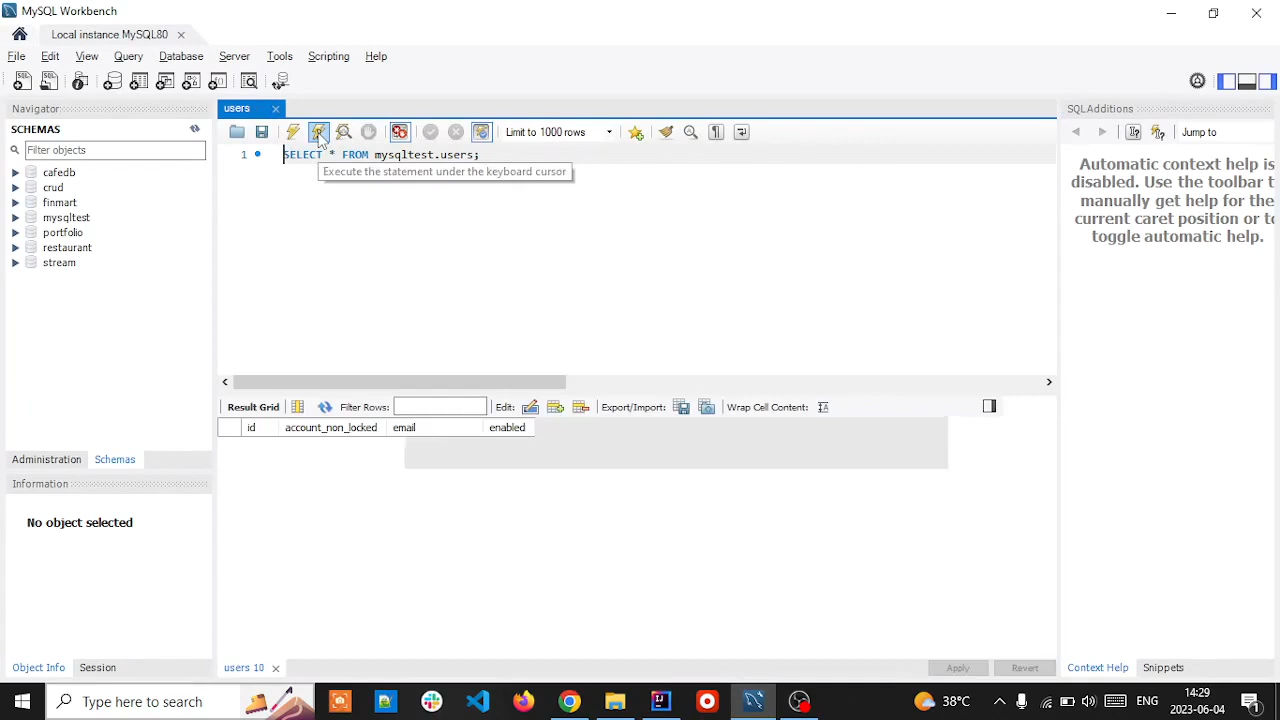 MySQL Workbench
Local instance MySQL80
File Edit View Query Database Server Tools Scripting Help
Navigator
SCHEMAS
Filter objects
cafedb
crud
finmart
mysqltest
portfolio
restaurant
stream
Administration Schemas
Information
No object selected
Object Info Session
users
Limit to 1000 rows
1 SELECT * FROM mysqltest.users;
Execute the statement under the keyboard cursor
Result Grid Filter Rows: Edit: Export/Import: Wrap Cell Content:
id account_non_locked email enabled
users 10
Apply Revert
SQLAdditions
Jump to
Automatic context help is
disabled. Use the toolbar t
manually get help for the
current caret position or to
toggle automatic help.
Context Help Snippets
Type here to search
38°C
ENG
14:29
2023-06-04
1